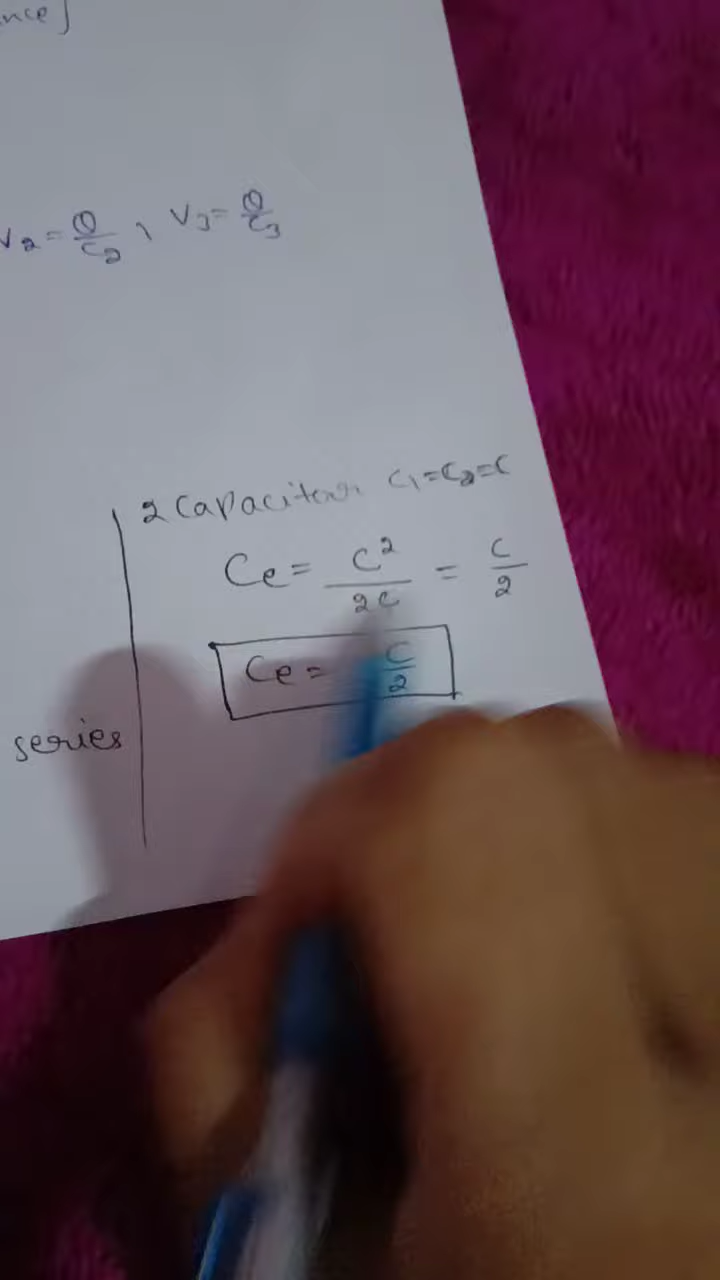 nce]
V2 = Q/C2 , V3 = Q/C3
2 Capacitor C1=C2=C
Ce = C²/2C = C/2
Ce = C/2
series